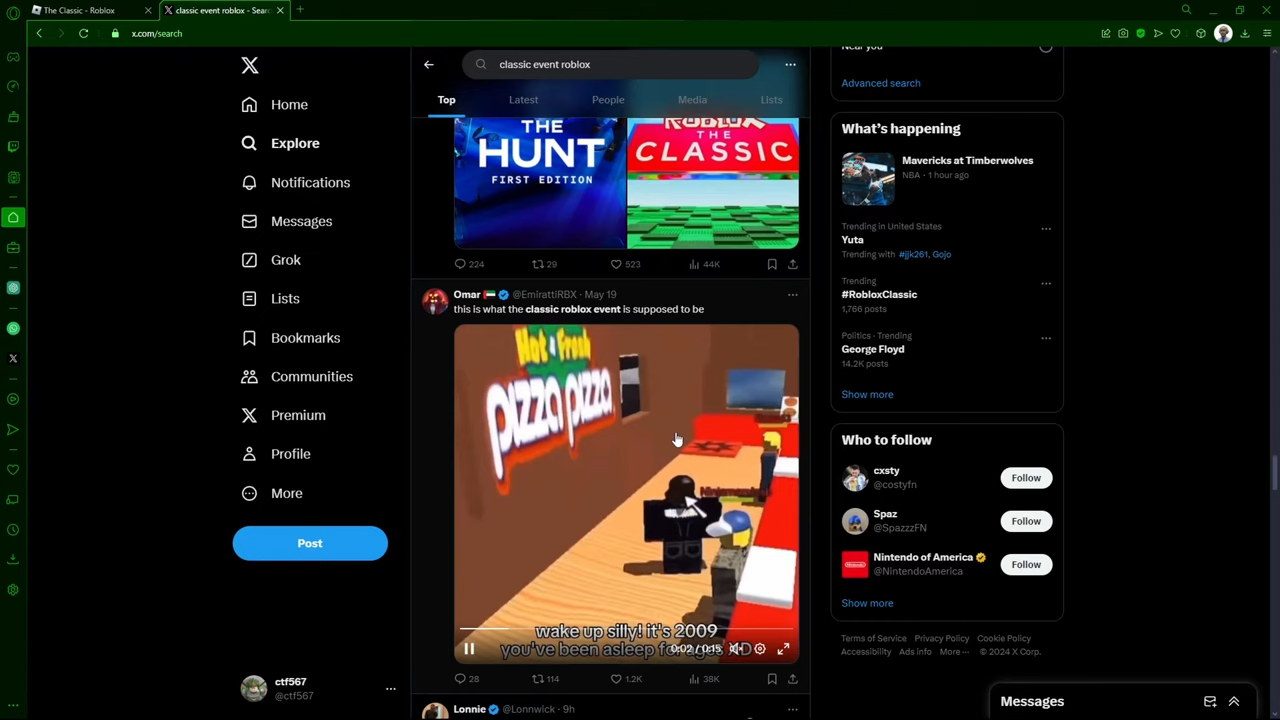 The Classic - Roblox
classic event roblox - Sear
x.com/search
Home
Explore
Notifications
Messages
Grok
Lists
Bookmarks
Communities
Premium
Profile
More
Post
ctf567
@ctf567
classic event roblox
Top
Latest
People
Media
Lists
THE
HUNT
FIRST EDITION
ROBLOX
THE
CLASSIC
224
29
523
44K
Omar
@EmirattiRBX · May 19
this is what the classic roblox event is supposed to be
Hot & Fresh
pizza pizza
wake up silly! it's 2009
you've been asleep for ages XD
0:02 / 0:15
28
114
1.2K
38K
Lonnie
@Lonnwick · 9h
Near you
Advanced search
What's happening
Mavericks at Timberwolves
NBA · 1 hour ago
Trending in United States
Yuta
Trending with #jjk261, Gojo
Trending
#RobloxClassic
1,766 posts
Politics · Trending
George Floyd
14.2K posts
Show more
Who to follow
cxsty
@costyfn
Follow
Spaz
@SpazzzFN
Follow
Nintendo of America
@NintendoAmerica
Follow
Show more
Terms of Service Privacy Policy Cookie Policy
Accessibility Ads info More ··· © 2024 X Corp.
Messages